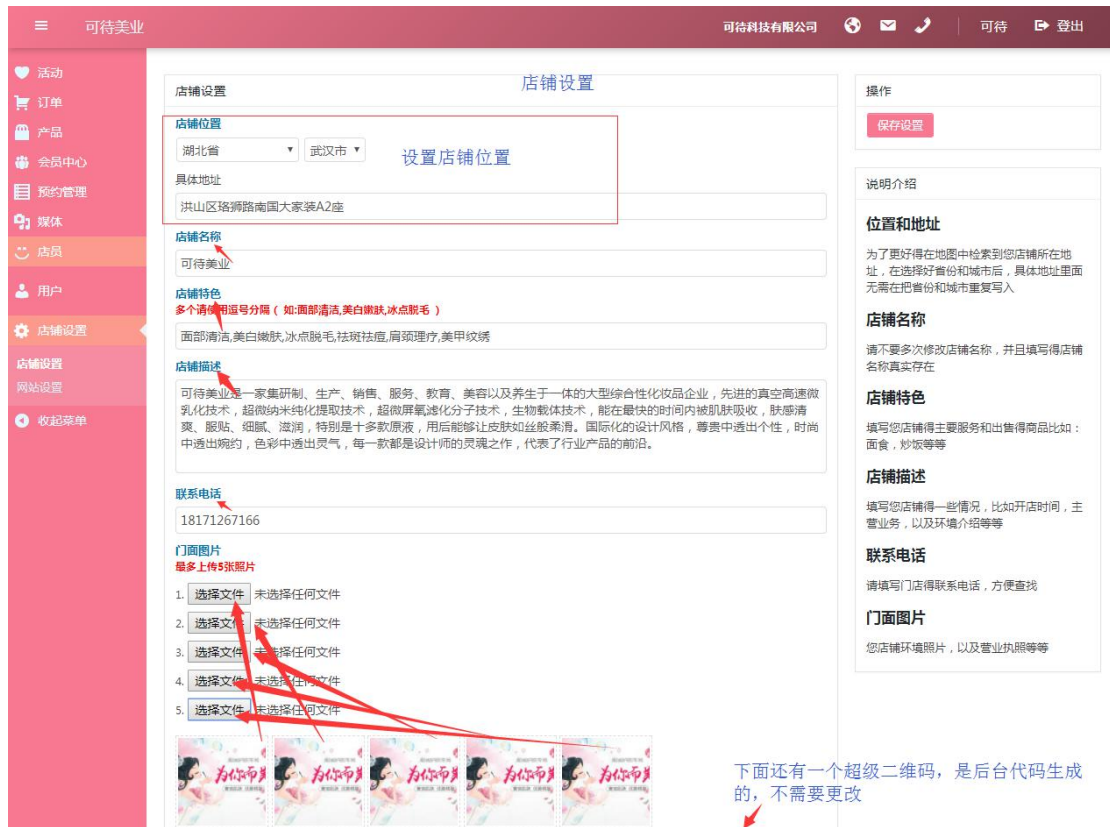 可待美业
可待科技有限公司
可待
登出
活动
订单
产品
会员中心
预约管理
媒体
店员
用户
店铺设置
店铺设置
网站设置
收起菜单
店铺设置
店铺设置
店铺位置
湖北省 武汉市
设置店铺位置
具体地址
洪山区珞狮路南国大家装A2座
店铺名称
可待美业
店铺特色
多个请使用逗号分隔 ( 如:面部清洁,美白嫩肤,冰点脱毛 )
面部清洁,美白嫩肤,冰点脱毛,祛斑祛痘,肩颈理疗,美甲纹绣
店铺描述
可待美业是一家集研制、生产、销售、服务、教育、美容以及养生于一体的大型综合性化妆品企业，先进的真空高速微
乳化技术，超微纳米纯化提取技术，超微屏氧滤化分子技术，生物载体技术，能在最快的时间内被肌肤吸收，肤感清
爽、服贴、细腻、滋润，特别是十多款原液，用后能够让皮肤如丝般柔滑。国际化的设计风格，尊贵中透出个性，时尚
中透出婉约，色彩中透出灵气，每一款都是设计师的灵魂之作，代表了行业产品的前沿。
联系电话
18171267166
门面图片
最多上传5张照片
1. 选择文件 未选择任何文件
2. 选择文件 未选择任何文件
3. 选择文件 未选择任何文件
4. 选择文件 未选择任何文件
5. 选择文件 未选择任何文件
为你而美
为你而美
为你而美
为你而美
为你而美
下面还有一个超级二维码，是后台代码生成
的，不需要更改
操作
保存设置
说明介绍
位置和地址
为了更好得在地图中检索到您店铺所在地
址，在选择好省份和城市后，具体地址里面
无需在把省份和城市重复写入
店铺名称
请不要多次修改店铺名称，并且填写得店铺
名称真实存在
店铺特色
填写您店铺得主要服务和出售得商品比如：
面食，炒饭等等
店铺描述
填写您店铺得一些情况，比如开店时间，主
营业务，以及环境介绍等等
联系电话
请填写门店得联系电话，方便查找
门面图片
您店铺环境照片，以及营业执照等等